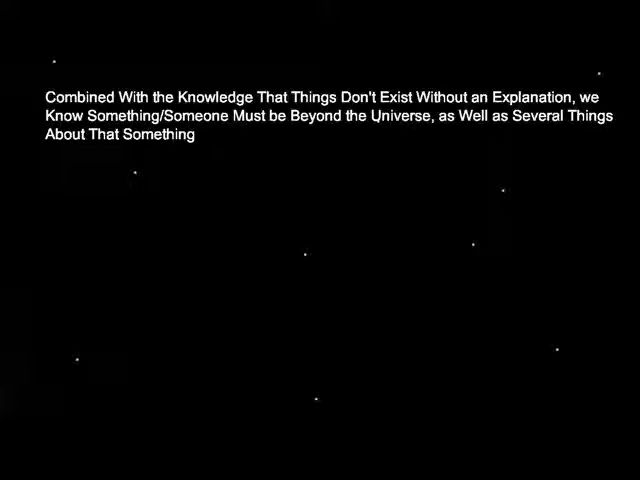 Combined With the Knowledge That Things Don't Exist Without an Explanation, we
Know Something/Someone Must be Beyond the Universe, as Well as Several Things
About That Something